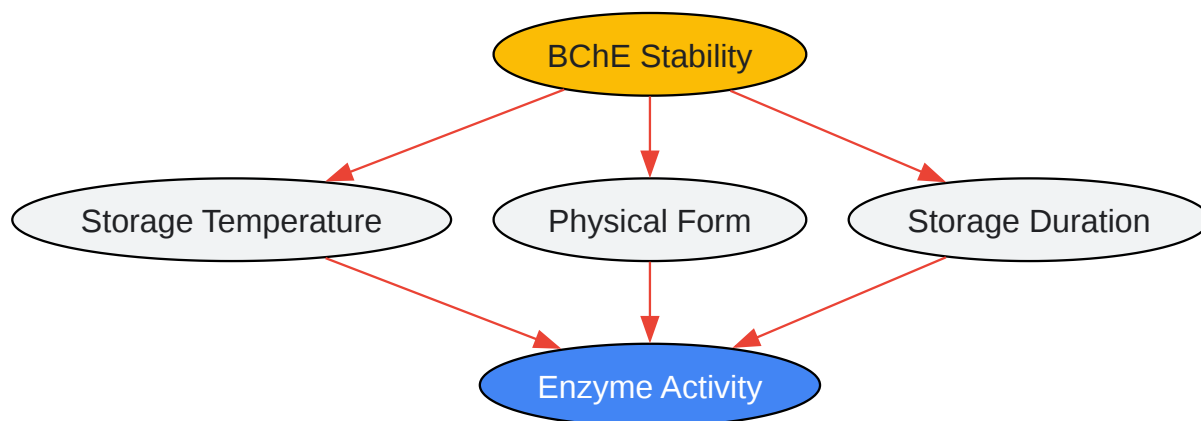 BChE Stability
Storage Temperature
Physical Form
Storage Duration
Enzyme Activity